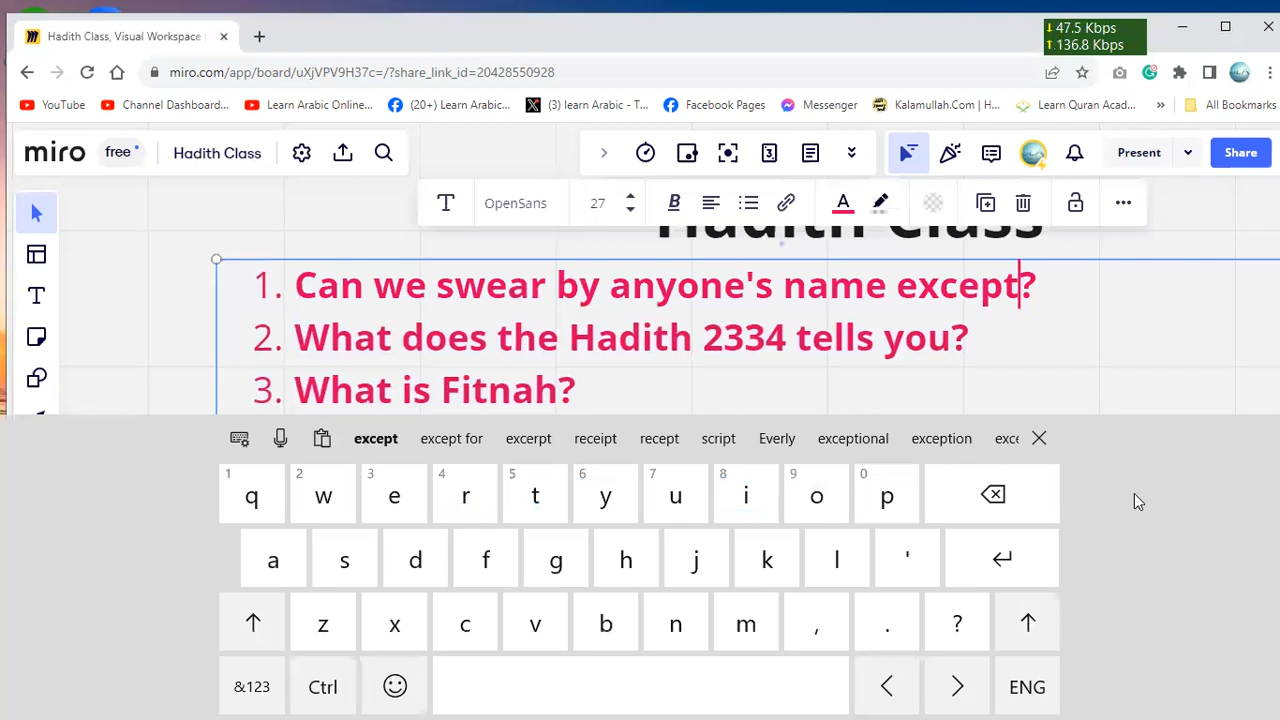 Hadith Class, Visual Workspace
47.5 Kbps
136.8 Kbps
miro.com/app/board/uXjVPV9H37c=/?share_link_id=20428550928
YouTube Channel Dashboard... Learn Arabic Online... (20+) Learn Arabic... (3) learn Arabic - T... Facebook Pages Messenger Kalamullah.Com | H... Learn Quran Acad... » All Bookmarks
miro free Hadith Class 3 Present Share
T OpenSans 27 B A
Hadith Class
1. Can we swear by anyone's name except?
2. What does the Hadith 2334 tells you?
3. What is Fitnah?
except except for excerpt receipt recept script Everly exceptional exception exce
1 2 3 4 5 6 7 8 9 0
q w e r t y u i o p
a s d f g h j k l '
z x c v b n m , . ?
&123 Ctrl ENG